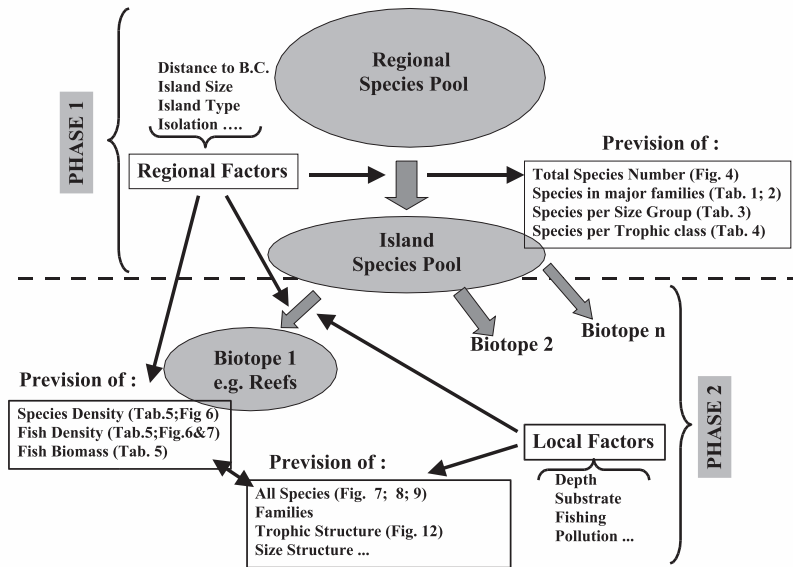 PHASE 1
Distance to B.C.
Island Size
Island Type
Isolation ....
Regional Factors
Regional
Species Pool
Prevision of :
Total Species Number (Fig. 4)
Species in major families (Tab. 1; 2)
Species per Size Group (Tab. 3)
Species per Trophic class (Tab. 4)
Island
Species Pool
Biotope 1
e.g. Reefs
Biotope 2
Biotope n
PHASE 2
Prevision of :
Species Density (Tab.5;Fig 6)
Fish Density (Tab.5;Fig.6&7)
Fish Biomass (Tab. 5)
Prevision of :
All Species (Fig. 7; 8; 9)
Families
Trophic Structure (Fig. 12)
Size Structure ...
Local Factors
Depth
Substrate
Fishing
Pollution ...